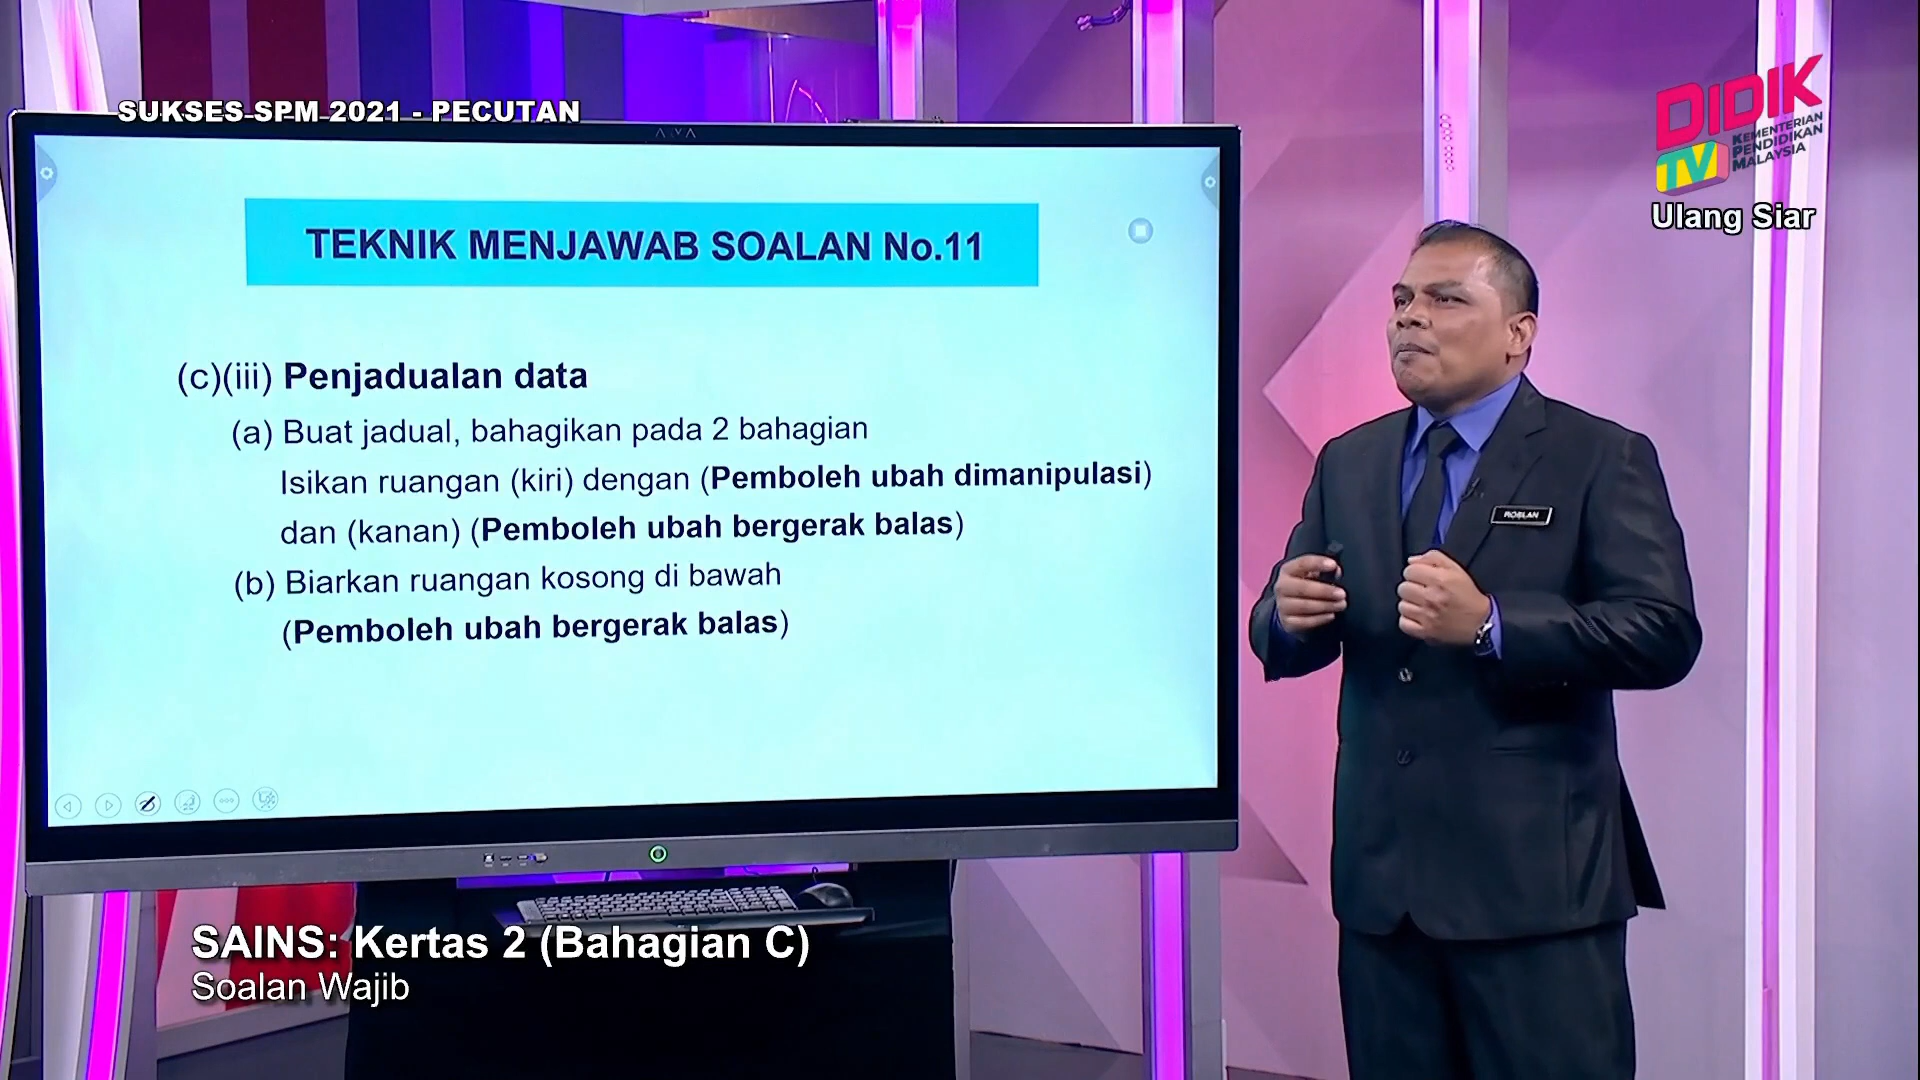 SUKSES SPM 2021 - PECUTAN
DIDIK
TV
KEMENTERIAN
PENDIDIKAN
MALAYSIA
Ulang Siar
TEKNIK MENJAWAB SOALAN No.11
(c)(iii) Penjadualan data
(a) Buat jadual, bahagikan pada 2 bahagian
Isikan ruangan (kiri) dengan (Pemboleh ubah dimanipulasi)
dan (kanan) (Pemboleh ubah bergerak balas)
(b) Biarkan ruangan kosong di bawah
(Pemboleh ubah bergerak balas)
ROSLAN
SAINS: Kertas 2 (Bahagian C)
Soalan Wajib